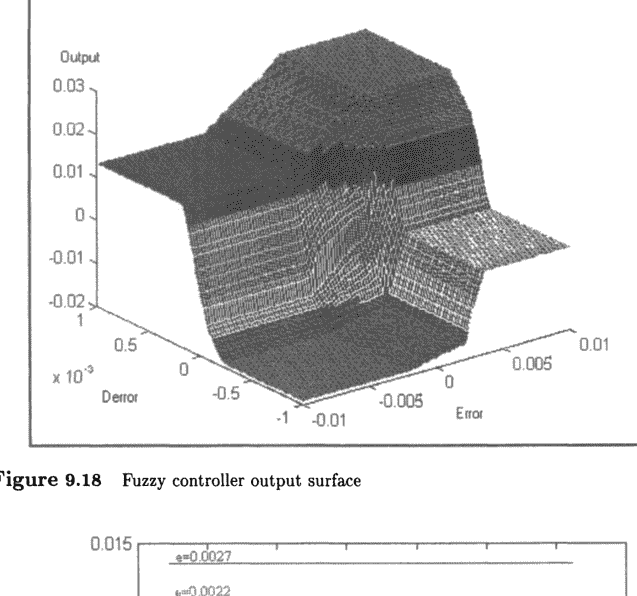 Output
0.03
0.02
0.01
0
-0.01
-0.02
1
0.5
0
-0.5
-1
x 10-3
Derror
-0.01
-0.005
0
0.005
0.01
Error
Figure 9.18 Fuzzy controller output surface
0.015
e=0.0027
e=0.0022